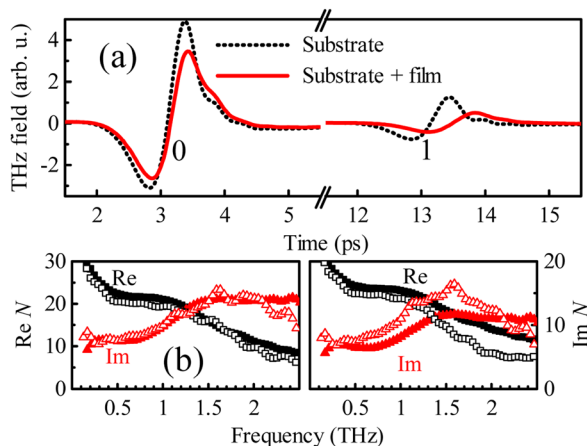 4
2
0
-2
THz field (arb. u.)
(a)
Substrate
Substrate + film
0
1
2
3
4
5
12
13
14
15
Time (ps)
30
20
10
0
Re N
Re
Im
(b)
0.5
1
1.5
2
Re
Im
0.5
1
1.5
2
20
10
0
Im N
Frequency (THz)